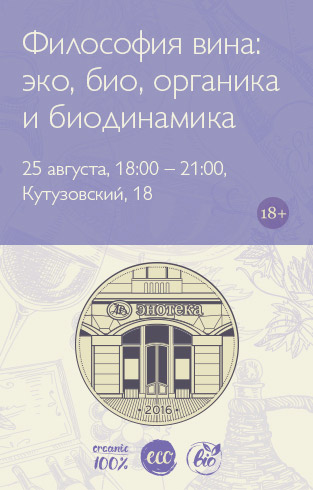 Философия вина:
эко, био, органика
и биодинамика
25 августа, 18:00 – 21:00,
Кутузовский, 18
18+
ЭНОТЕКА
•2016•
organic
100%
eco
bio